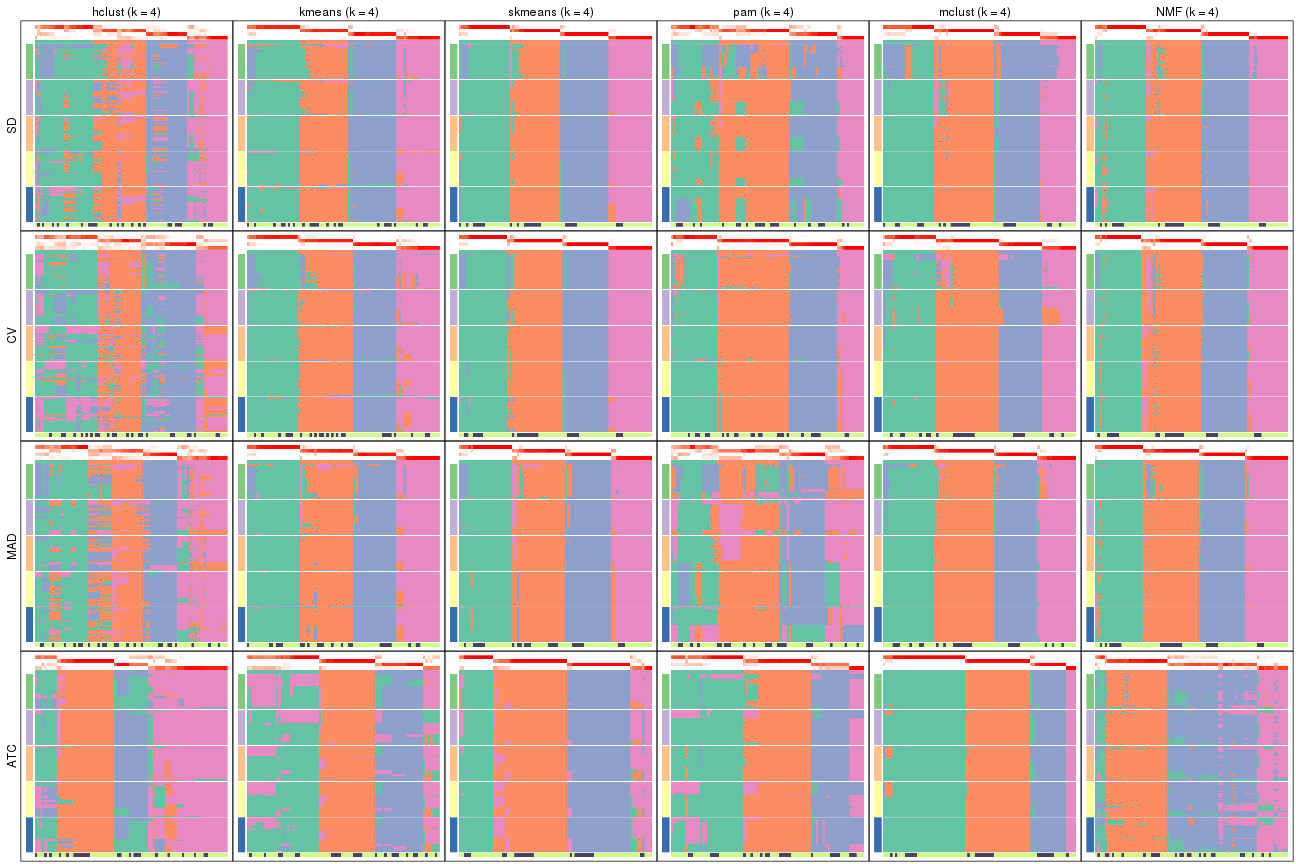 hclust (k = 4)
kmeans (k = 4)
skmeans (k = 4)
pam (k = 4)
mclust (k = 4)
NMF (k = 4)
SD
CV
MAD
ATC